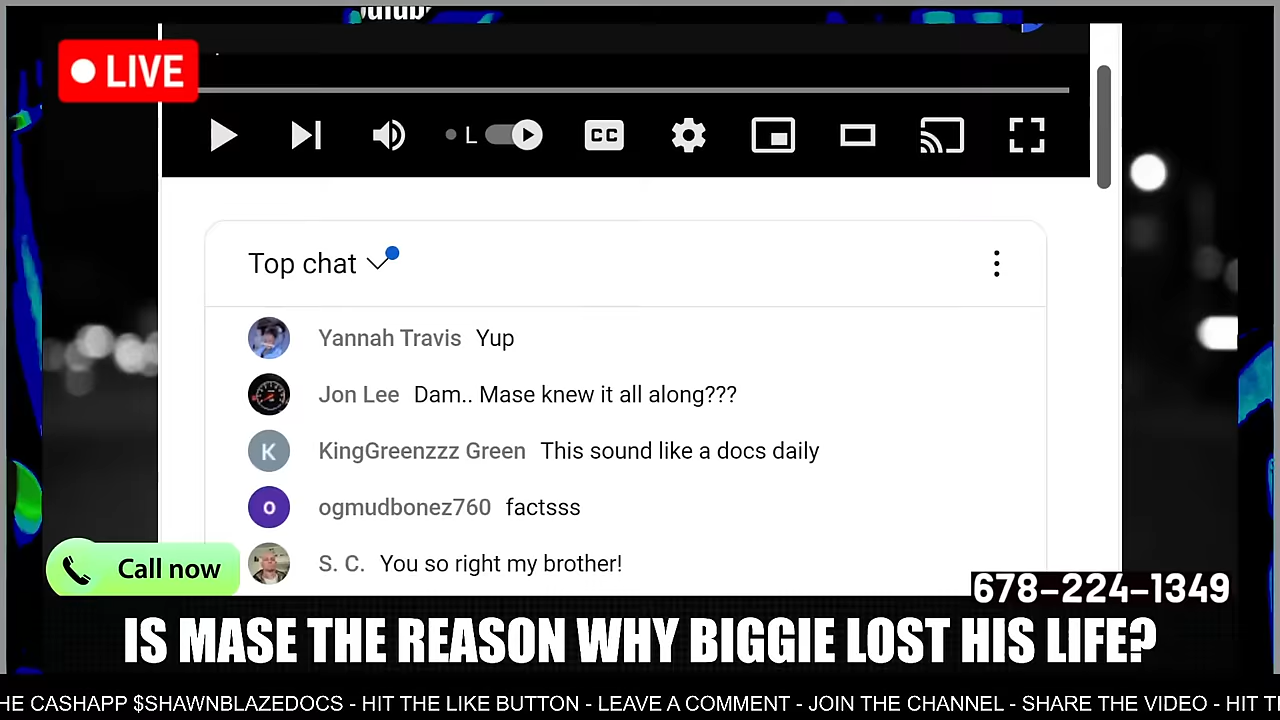 LIVE
L
CC
Top chat
Yannah Travis Yup
Jon Lee Dam.. Mase knew it all along???
K KingGreenzzz Green This sound like a docs daily
o ogmudbonez760 factsss
S. C. You so right my brother!
Call now
678-224-1349
IS MASE THE REASON WHY BIGGIE LOST HIS LIFE?
HE CASHAPP $SHAWNBLAZEDOCS - HIT THE LIKE BUTTON - LEAVE A COMMENT - JOIN THE CHANNEL - SHARE THE VIDEO - HIT T